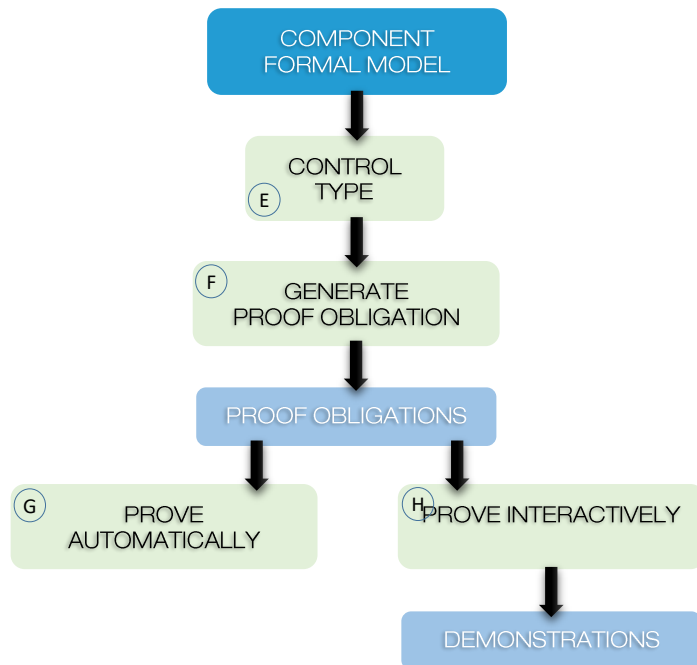 COMPONENT
FORMAL MODEL
CONTROL
TYPE
E
F
GENERATE
PROOF OBLIGATION
PROOF OBLIGATIONS
G
PROVE
AUTOMATICALLY
H
PROVE INTERACTIVELY
DEMONSTRATIONS